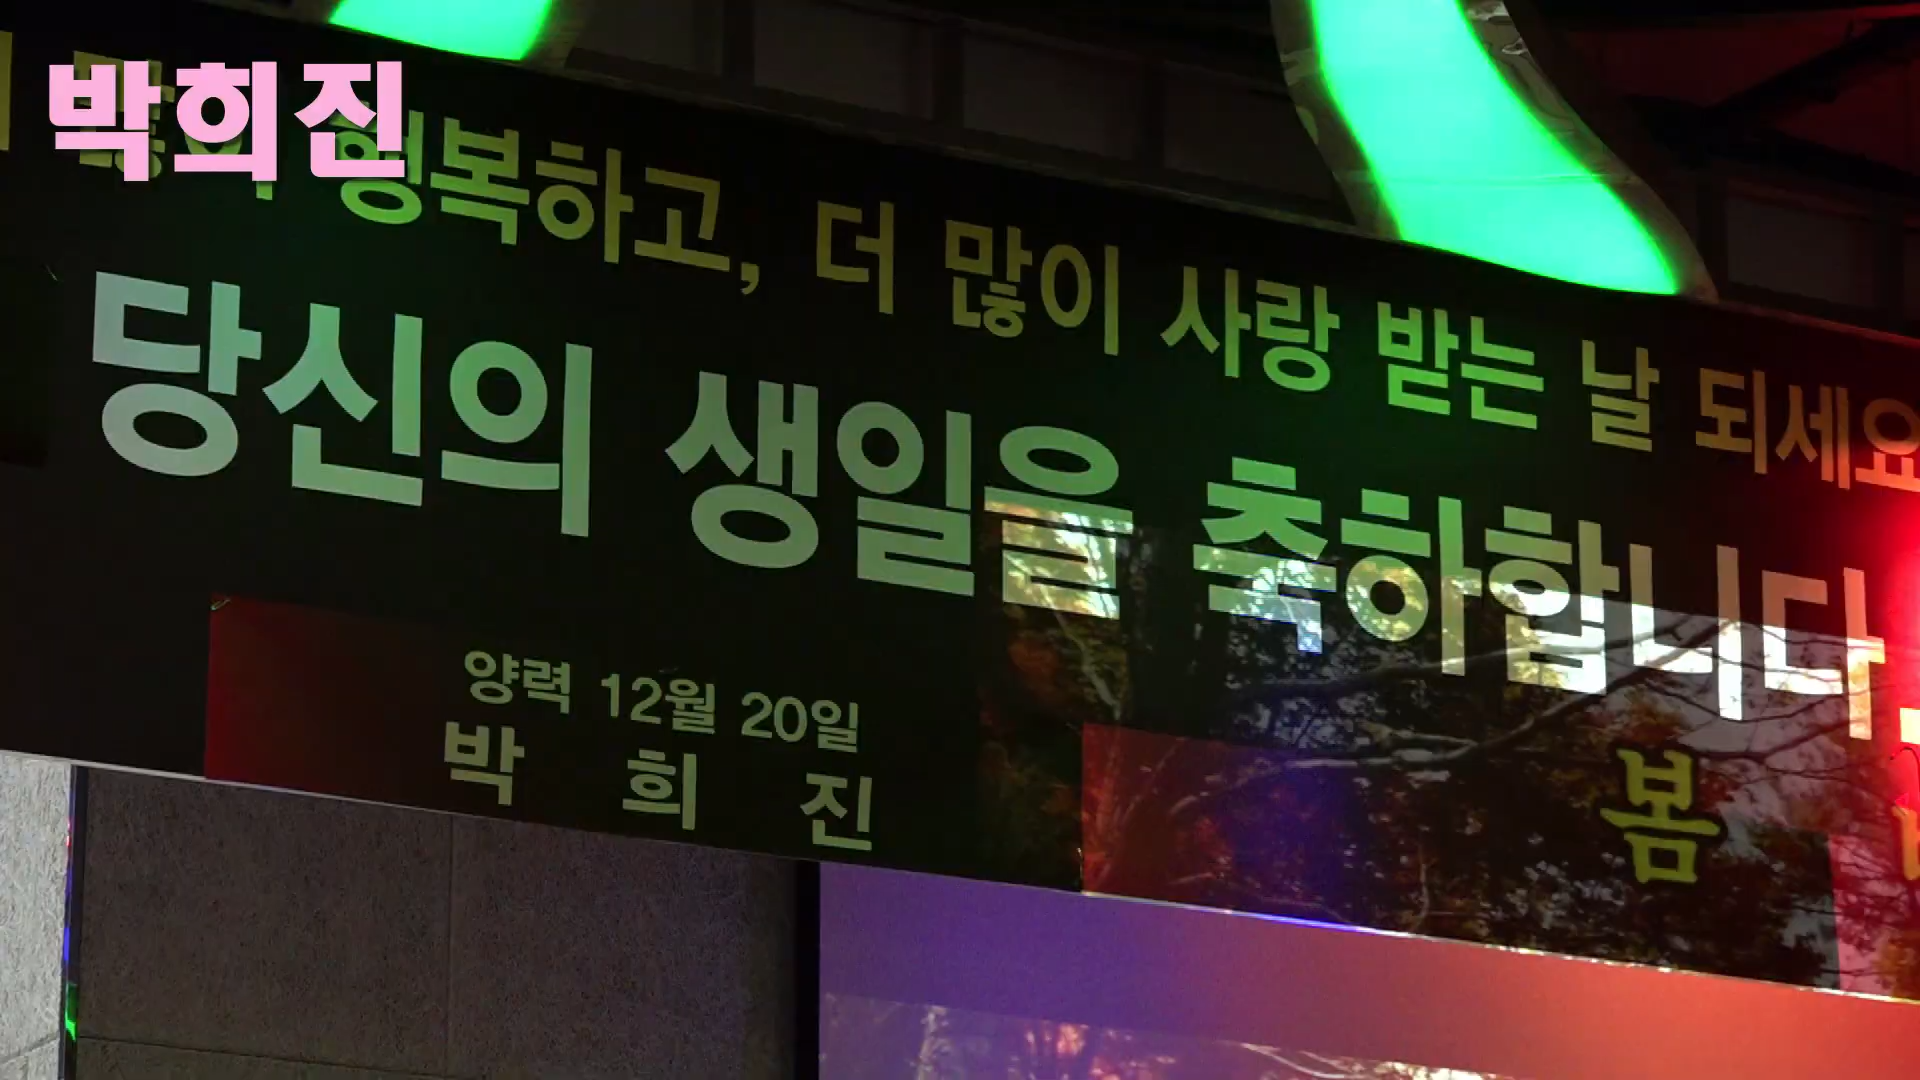 박희진
행복하고, 더 많이 사랑 받는 날 되세요
당신의 생일을 축하합니다
양력 12월 20일
박 희 진
봄